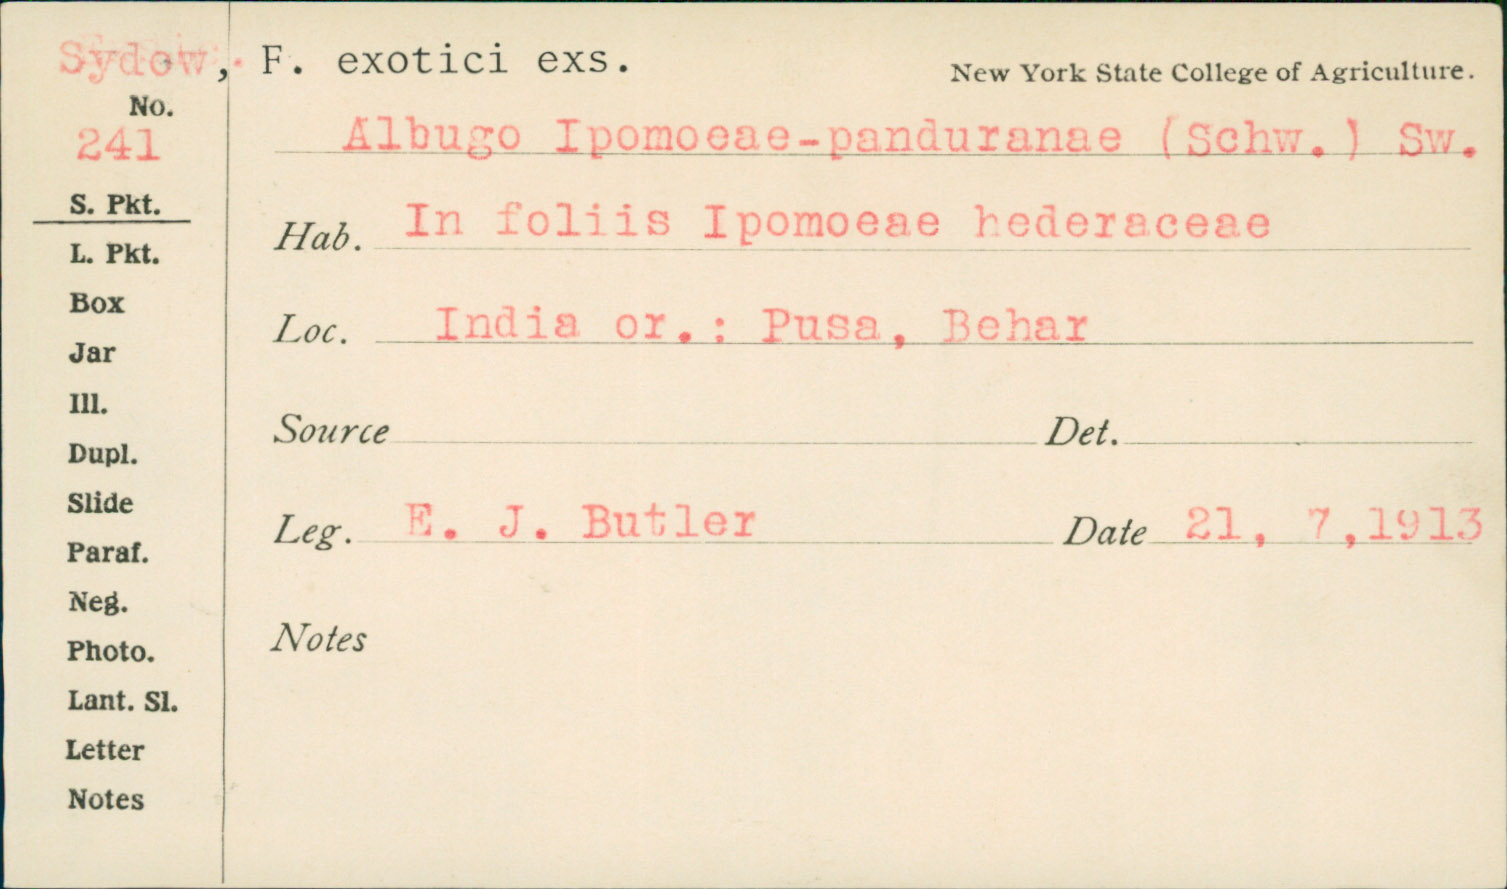 Sydow, F. exotici exs.
New York State College of Agriculture.
No.
241
Albugo Ipomoeae-panduranae (Schw.) Sw.
S. Pkt.
Hab. In foliis Ipomoeae hederaceae
L. Pkt.
Box
Loc. India or.: Pusa, Behar
Jar
Ill.
Source Det.
Dupl.
Slide
Leg. E. J. Butler Date 21, 7,1913
Paraf.
Neg.
Notes
Photo.
Lant. Sl.
Letter
Notes